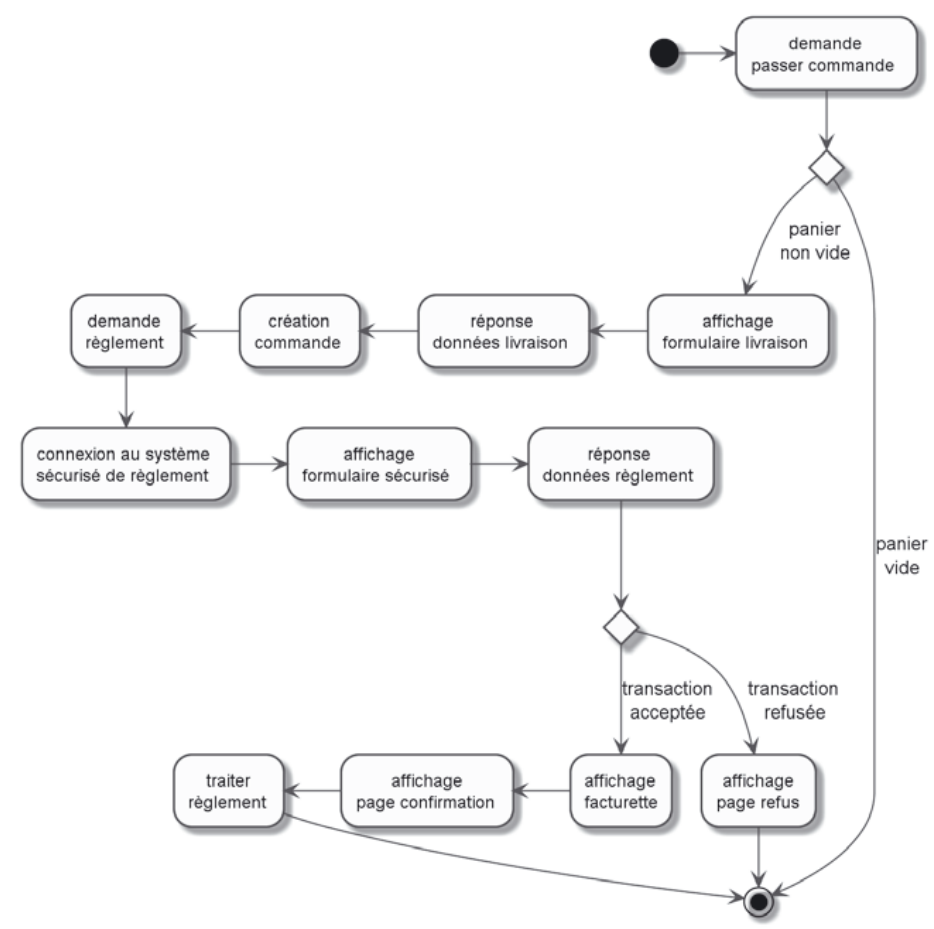 demande
passer commande
panier
non vide
demande
règlement
création
commande
réponse
données livraison
affichage
formulaire livraison
connexion au système
sécurisé de règlement
affichage
formulaire sécurisé
réponse
données règlement
panier
vide
transaction
acceptée
transaction
refusée
traiter
règlement
affichage
page confirmation
affichage
facturette
affichage
page refus